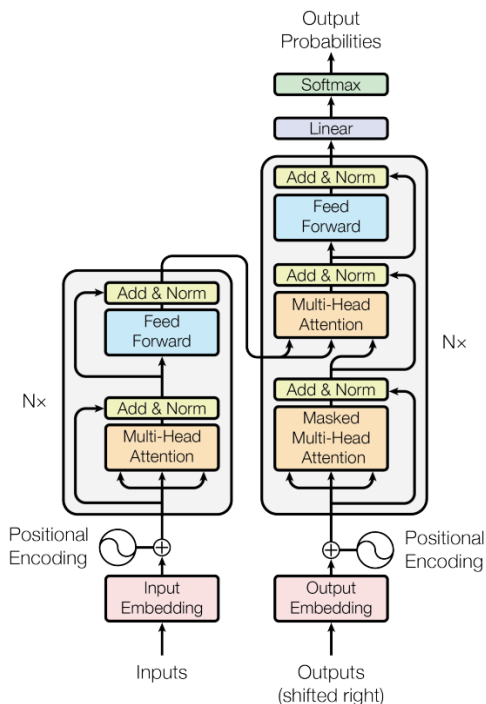 Output
Probabilities
Softmax
Linear
Add & Norm
Feed
Forward
Add & Norm
Multi-Head
Attention
Add & Norm
Masked
Multi-Head
Attention
N×
Add & Norm
Feed
Forward
Add & Norm
Multi-Head
Attention
N×
Positional
Encoding
Positional
Encoding
Input
Embedding
Output
Embedding
Inputs
Outputs
(shifted right)